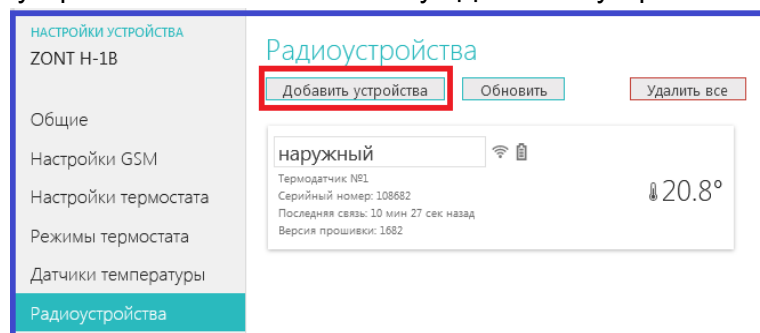 НАСТРОЙКИ УСТРОЙСТВА
ZONT H-1B
Общие
Настройки GSM
Настройки термостата
Режимы термостата
Датчики температуры
Радиоустройства
Радиоустройства
Добавить устройства
Обновить
Удалить все
наружный
Термодатчик №1
Серийный номер: 108682
Последняя связь: 10 мин 27 сек назад
Версия прошивки: 1682
20.8°